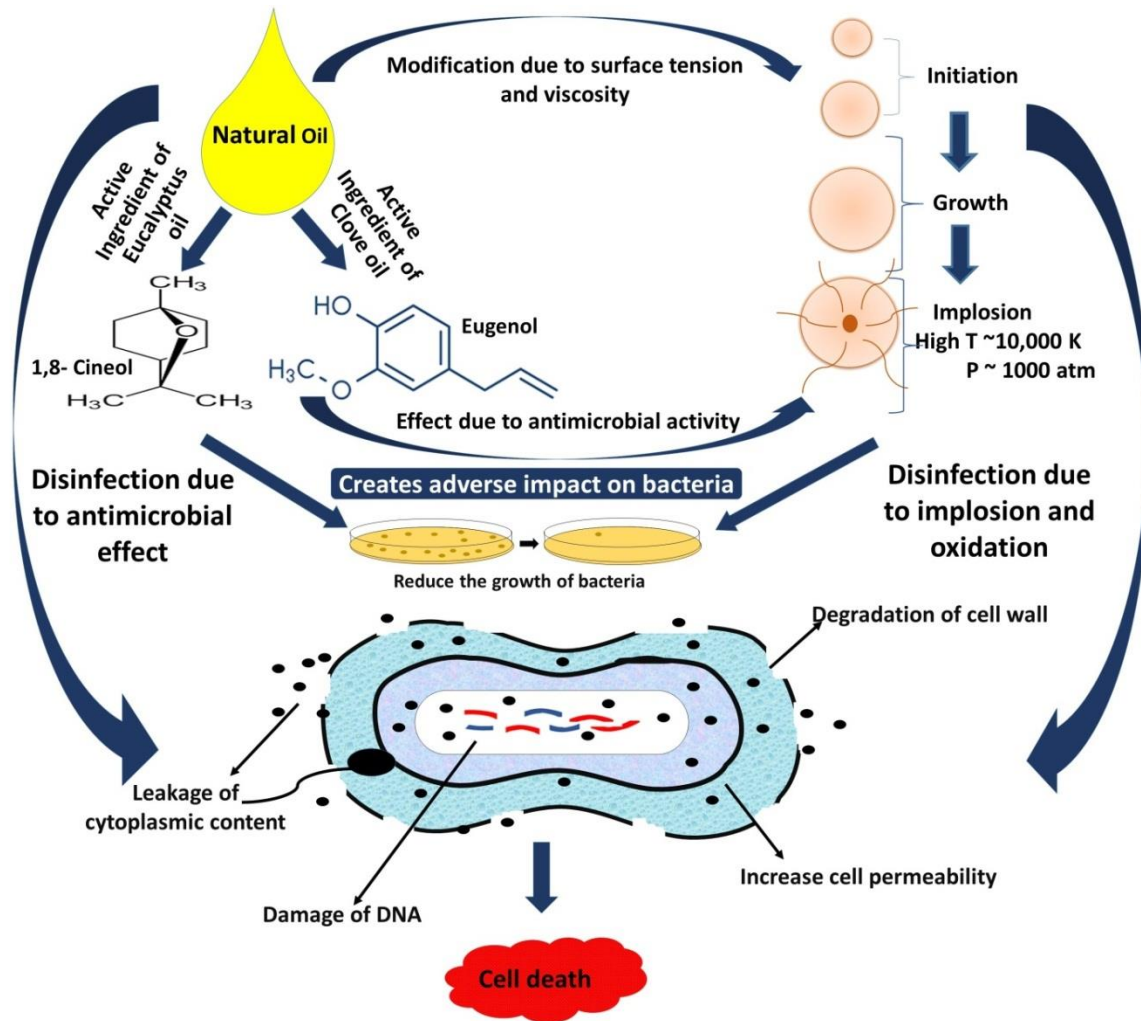 Modification due to surface tension
and viscosity
Natural Oil
Initiation
Active
Ingredient of
Eucalyptus
oil
Active
Ingredient of
Clove oil
Growth
CH₃
O
1,8- Cineol
H₃C
CH₃
HO
Eugenol
H₃C
O
Implosion
High T ~10,000 K
P ~ 1000 atm
Effect due to antimicrobial activity
Disinfection due
to antimicrobial
effect
Creates adverse impact on bacteria
Disinfection due
to implosion and
oxidation
Reduce the growth of bacteria
Degradation of cell wall
Leakage of
cytoplasmic content
Increase cell permeability
Damage of DNA
Cell death